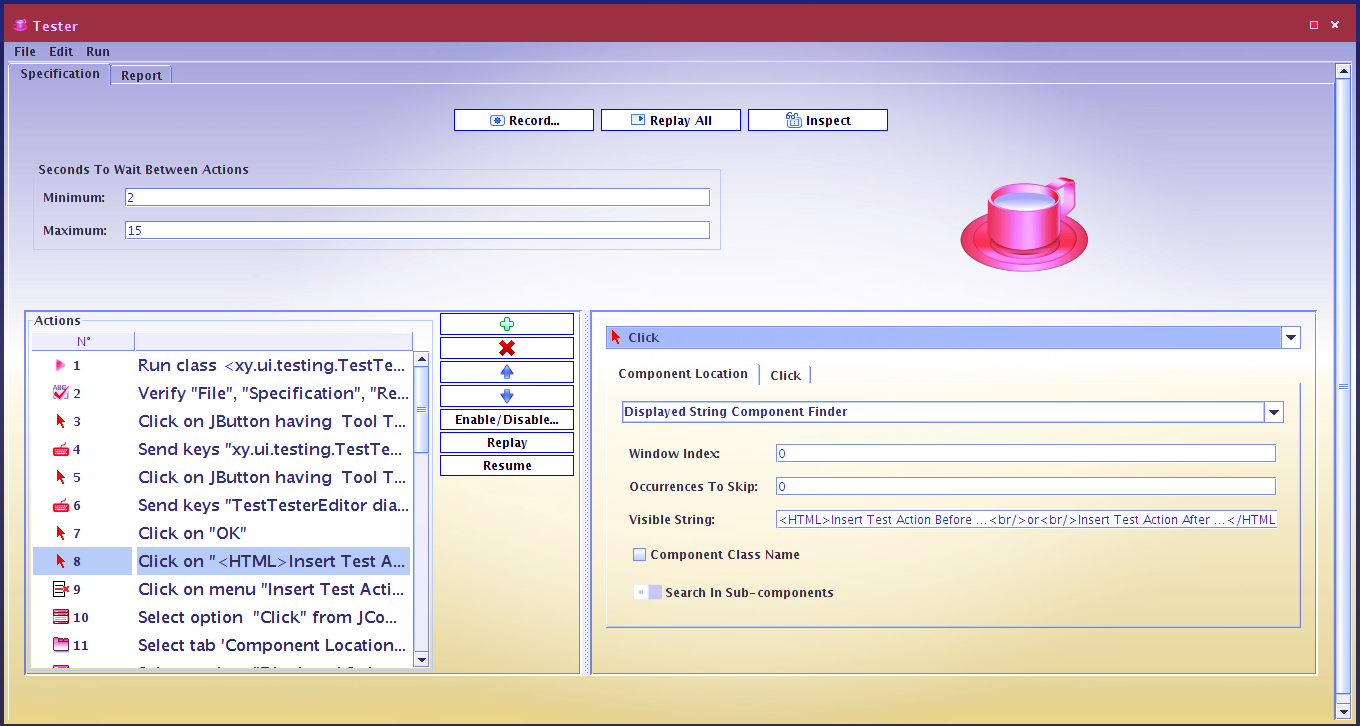 Tester
File Edit Run
Specification Report
Record... Replay All Inspect
Seconds To Wait Between Actions
Minimum: 2
Maximum: 15
Actions
N°
1 Run class <xy.ui.testing.TestTe...
2 Verify "File", "Specification", "Re...
3 Click on JButton having Tool T...
4 Send keys "xy.ui.testing.TestTe...
5 Click on JButton having Tool T...
6 Send keys "TestTesterEditor dia...
7 Click on "OK"
8 Click on "<HTML>Insert Test A...
9 Click on menu "Insert Test Acti...
10 Select option "Click" from JCo...
11 Select tab 'Component Location...
Enable/Disable...
Replay
Resume
Click
Component Location Click
Displayed String Component Finder
Window Index: 0
Occurrences To Skip: 0
Visible String: <HTML>Insert Test Action Before ...<br/>or<br/>Insert Test Action After ...</HTML
Component Class Name
Search In Sub-components